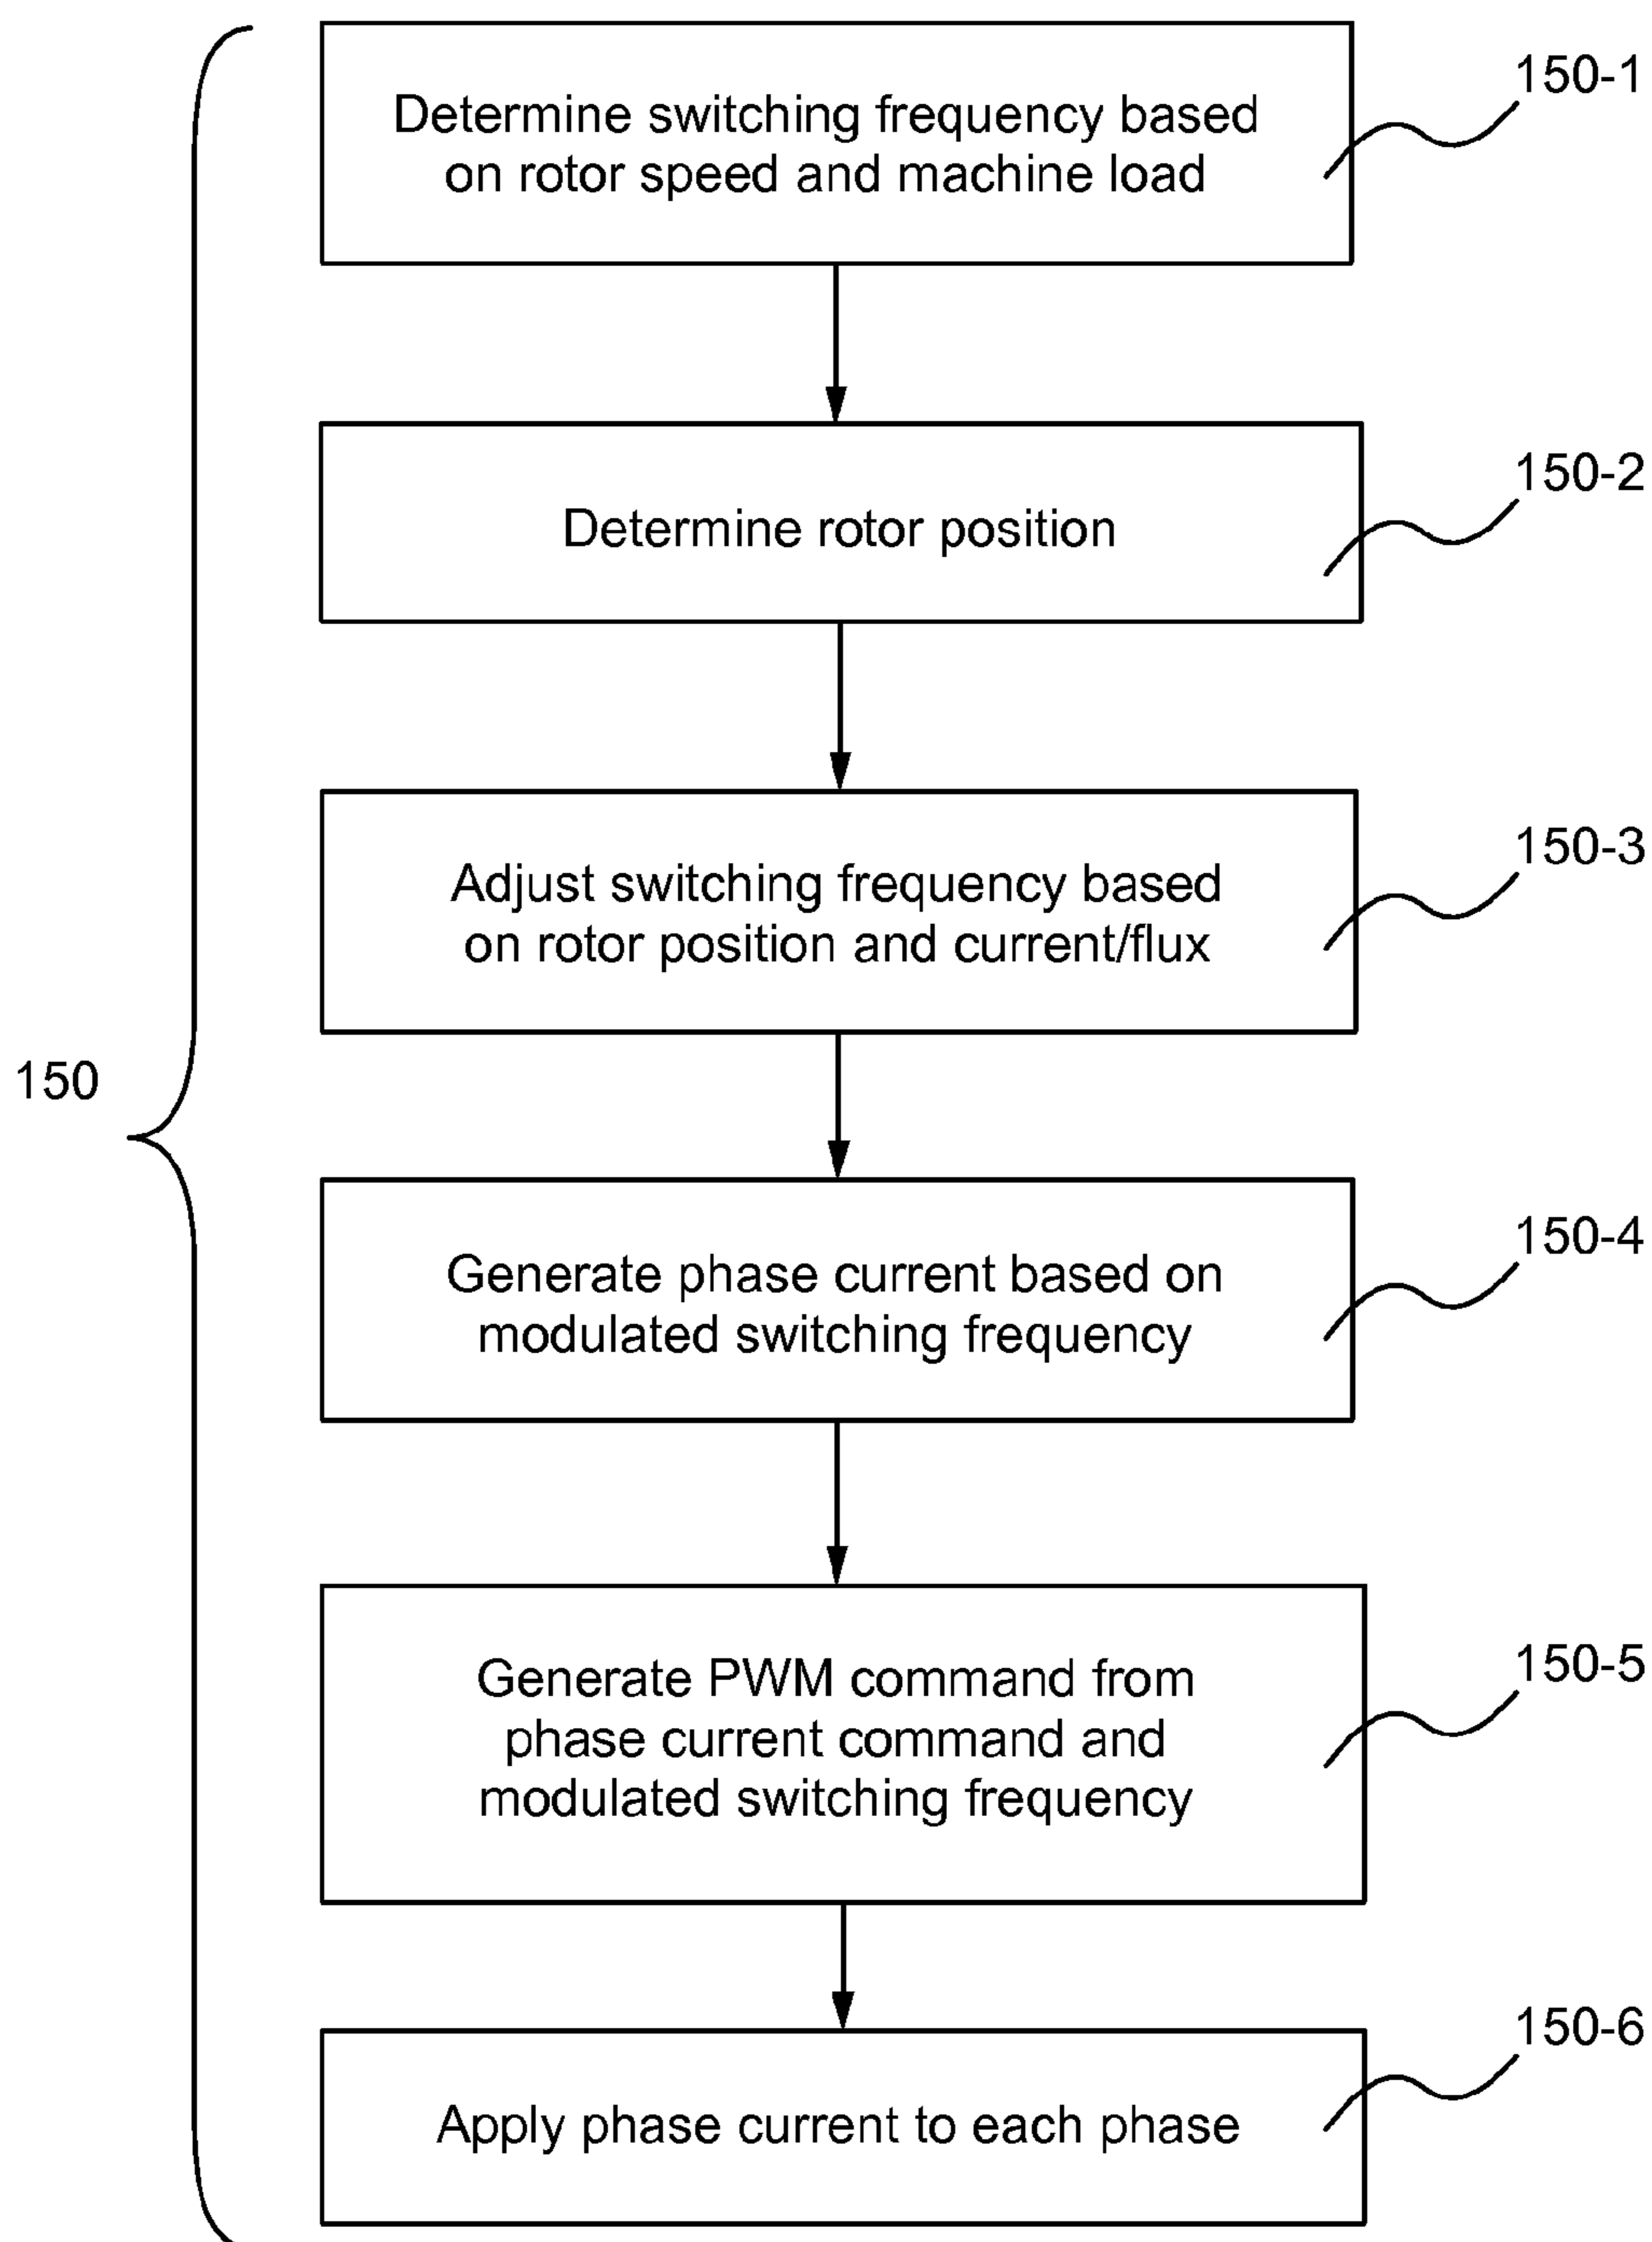 Determine switching frequency based
on rotor speed and machine load
150-1
Determine rotor position
150-2
Adjust switching frequency based
on rotor position and current/flux
150-3
150
Generate phase current based on
modulated switching frequency
150-4
Generate PWM command from
phase current command and
modulated switching frequency
150-5
Apply phase current to each phase
150-6